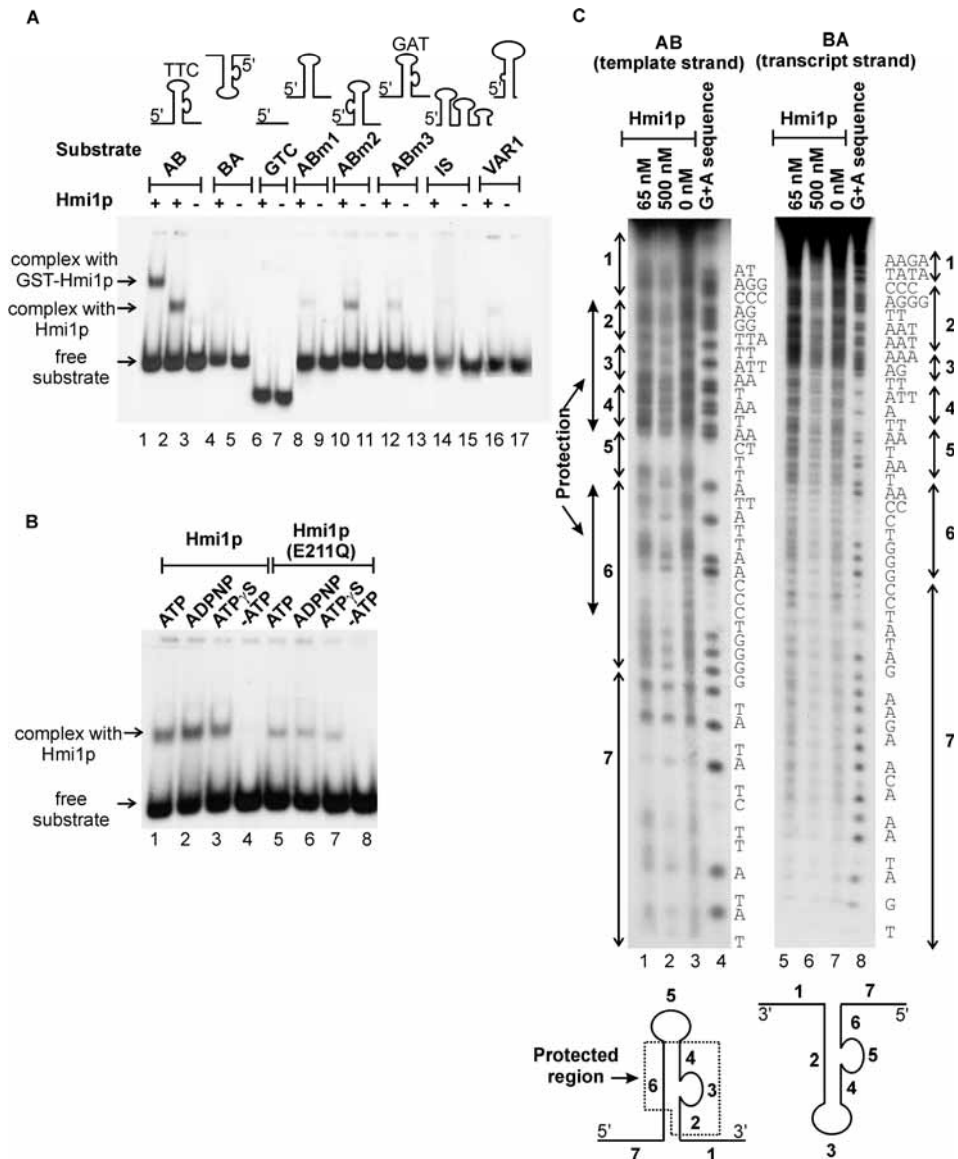 A
TTC
5'
5'
5'
5'
5'
GAT
5'
5'
5'
Substrate
AB
BA
GTC
ABm1
ABm2
ABm3
IS
VAR1
Hmi1p
+ + - + - + - + - + - + - + - + -
complex with
GST-Hmi1p
complex with
Hmi1p
free
substrate
1 2 3 4 5 6 7 8 9 10 11 12 13 14 15 16 17
B
Hmi1p
Hmi1p
(E211Q)
ATP
ADPNP
ATPγS
-ATP
ATP
ADPNP
ATPγS
-ATP
complex with
Hmi1p
free
substrate
1 2 3 4 5 6 7 8
C
AB
(template strand)
BA
(transcript strand)
Hmi1p
Hmi1p
65 nM
500 nM
0 nM
G+A sequence
65 nM
500 nM
0 nM
G+A sequence
Protection
1
2
3
4
5
6
7
AT
AGG
CCC
AG
GG
TTA
TT
ATT
AA
T
AA
T
AA
CT
T
T
A
TT
A
T
T
A
A
C
C
C
T
G
G
G
G
T
A
T
A
T
C
T
T
A
T
A
T
1 2 3 4
AAGA
TATA
CCC
AGGG
TT
AAT
AAT
AAA
AG
TT
ATT
A
TT
AA
T
AA
T
AA
CC
C
T
G
G
G
C
C
T
A
T
A
G
A
A
G
A
A
C
A
A
A
T
A
G
T
1
2
3
4
5
6
7
5 6 7 8
5
4
Protected
region
6
3
2
5'
3'
7
1
1
7
3'
5'
6
2
5
4
3